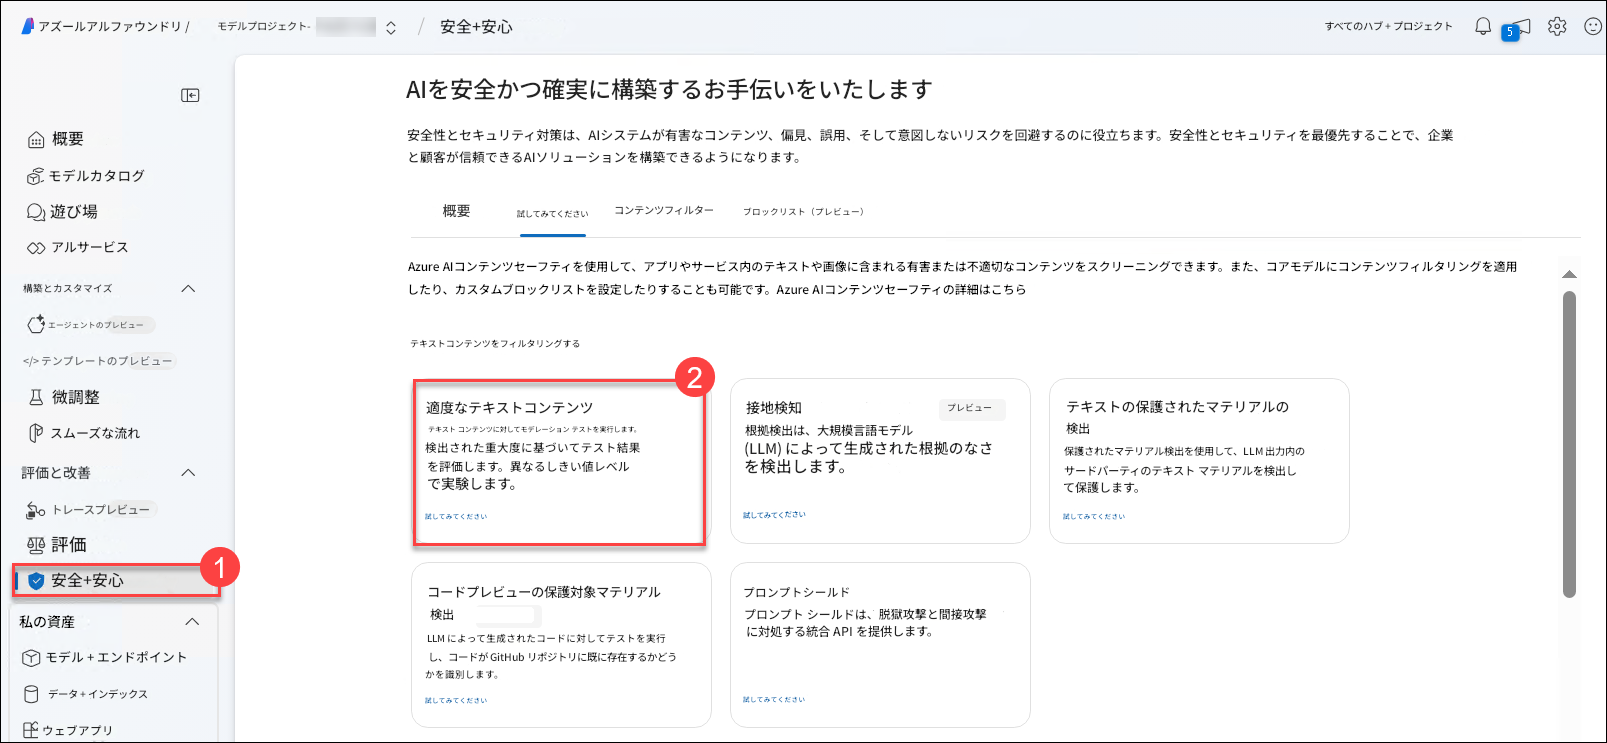 アズールアルファウンドリ /
モデルプロジェクト-
/ 安全+安心
すべてのハブ + プロジェクト
5
概要
モデルカタログ
遊び場
アルサービス
構築とカスタマイズ
エージェントのプレビュー
</> テンプレートのプレビュー
微調整
スムーズな流れ
評価と改善
トレースプレビュー
評価
安全+安心
1
私の資産
モデル + エンドポイント
データ + インデックス
ウェブアプリ
AIを安全かつ確実に構築するお手伝いをいたします
安全性とセキュリティ対策は、AIシステムが有害なコンテンツ、偏見、誤用、そして意図しないリスクを回避するのに役立ちます。安全性とセキュリティを最優先することで、企業
と顧客が信頼できるAIソリューションを構築できるようになります。
概要
試してみてください
コンテンツフィルター
ブロックリスト（プレビュー）
Azure AIコンテンツセーフティを使用して、アプリやサービス内のテキストや画像に含まれる有害または不適切なコンテンツをスクリーニングできます。また、コアモデルにコンテンツフィルタリングを適用
したり、カスタムブロックリストを設定したりすることも可能です。Azure AIコンテンツセーフティの詳細はこちら
テキストコンテンツをフィルタリングする
2
適度なテキストコンテンツ
テキスト コンテンツに対してモデレーション テストを実行します。
検出された重大度に基づいてテスト結果
を評価します。異なるしきい値レベル
で実験します。
試してみてください
接地検知
プレビュー
根拠検出は、大規模言語モデル
(LLM) によって生成された根拠のなさ
を検出します。
試してみてください
テキストの保護されたマテリアルの
検出
保護されたマテリアル検出を使用して、LLM 出力内の
サードパーティのテキスト マテリアルを検出し
て保護します。
試してみてください
コードプレビューの保護対象マテリアル
検出
LLM によって生成されたコードに対してテストを実行
し、コードが GitHub リポジトリに既に存在するかどう
かを識別します。
試してみてください
プロンプトシールド
プロンプト シールドは、脱獄攻撃と間接攻撃
に対処する統合 API を提供します。
試してみてください